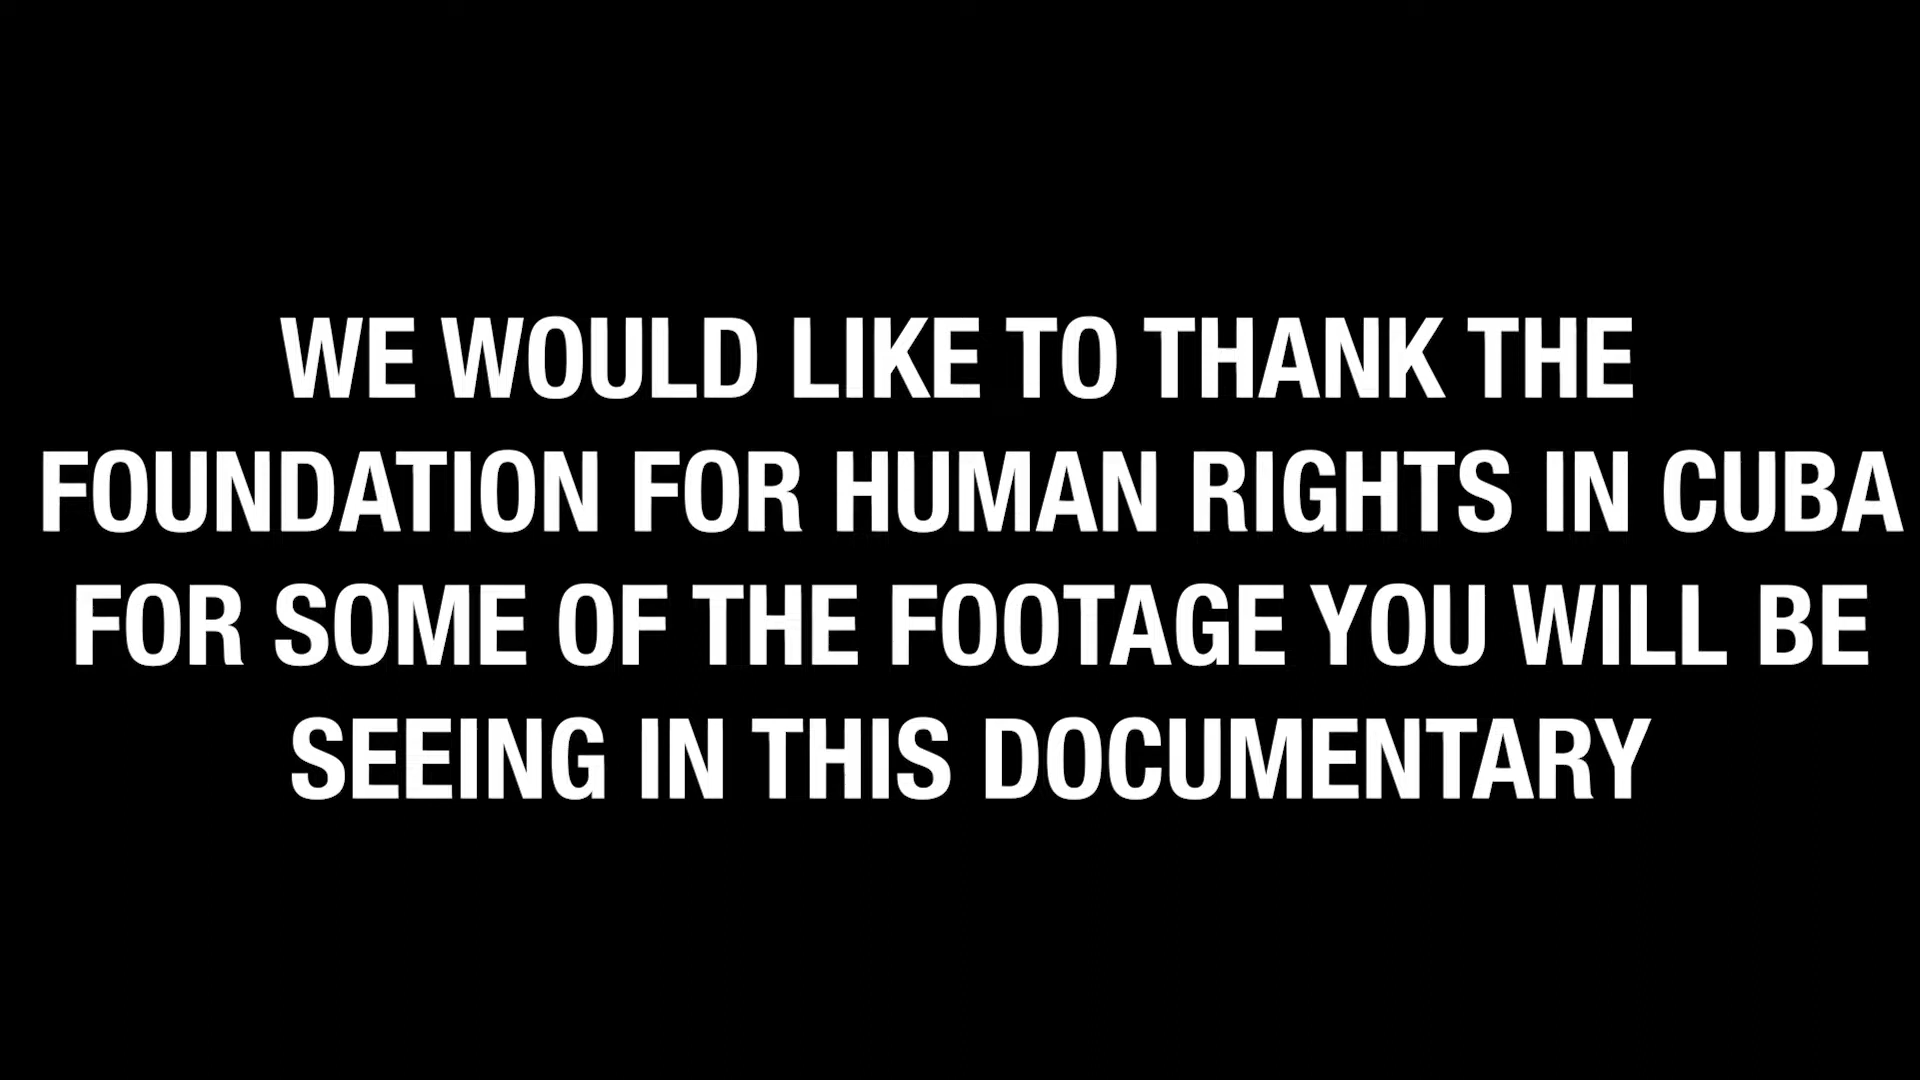 WE WOULD LIKE TO THANK THE
FOUNDATION FOR HUMAN RIGHTS IN CUBA
FOR SOME OF THE FOOTAGE YOU WILL BE
SEEING IN THIS DOCUMENTARY